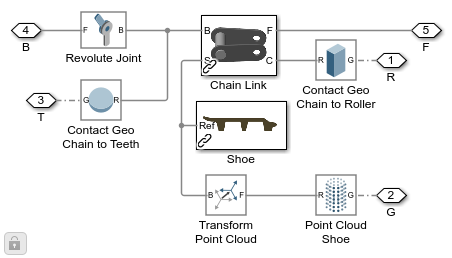 4
B
F
B
Revolute Joint
3
T
G
R
Contact Geo
Chain to Teeth
B
F
S
C
Chain Link
5
F
R
G
Contact Geo
Chain to Roller
1
R
Ref
Shoe
B
F
Transform
Point Cloud
R
G
Point Cloud
Shoe
2
G